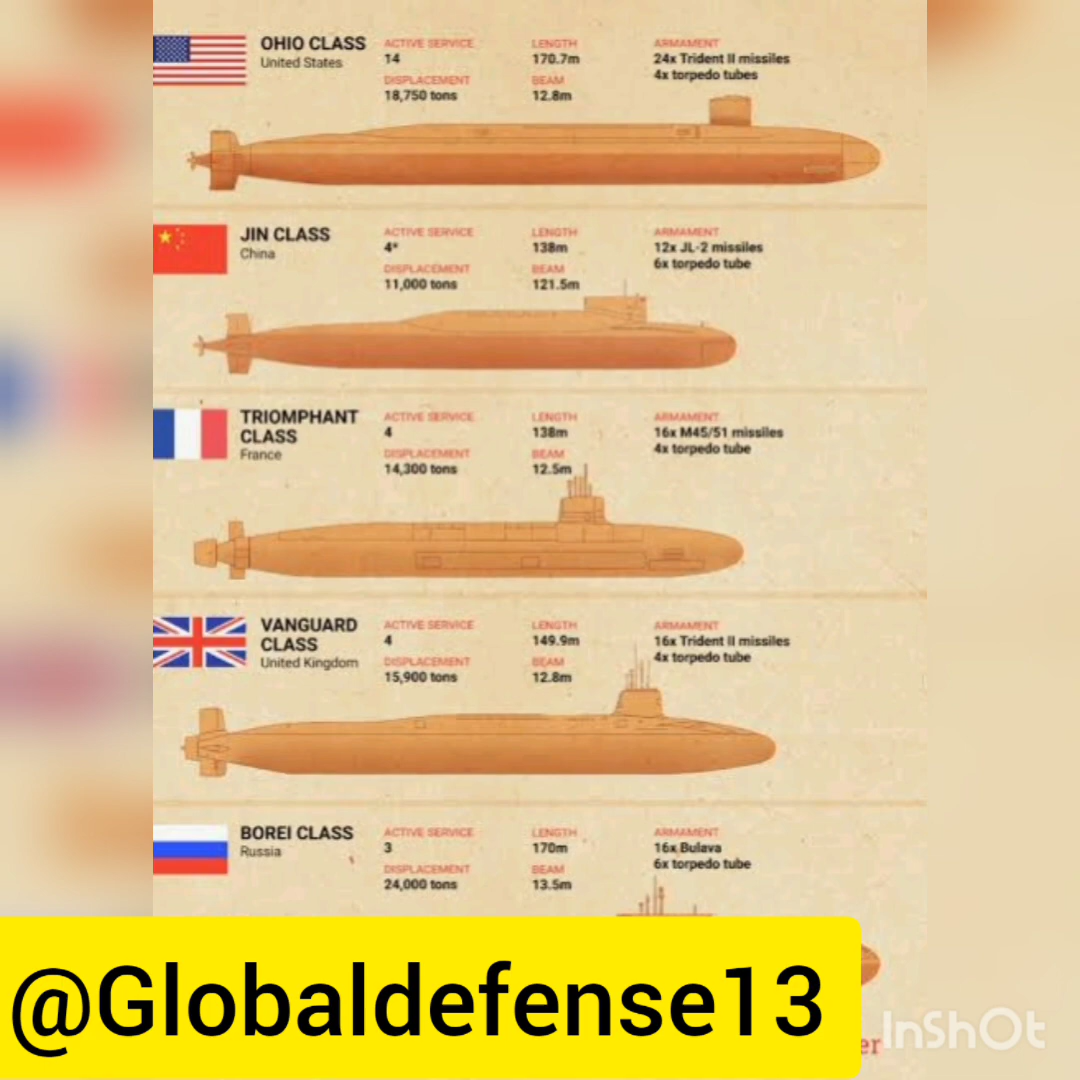 OHIO CLASS
United States
ACTIVE SERVICE
14
DISPLACEMENT
18,750 tons
LENGTH
170.7m
BEAM
12.8m
ARMAMENT
24x Trident II missiles
4x torpedo tubes
JIN CLASS
China
ACTIVE SERVICE
4*
DISPLACEMENT
11,000 tons
LENGTH
138m
BEAM
121.5m
ARMAMENT
12x JL-2 missiles
6x torpedo tube
TRIOMPHANT
CLASS
France
ACTIVE SERVICE
4
DISPLACEMENT
14,300 tons
LENGTH
138m
BEAM
12.5m
ARMAMENT
16x M45/51 missiles
4x torpedo tube
VANGUARD
CLASS
United Kingdom
ACTIVE SERVICE
4
DISPLACEMENT
15,900 tons
LENGTH
149.9m
BEAM
12.8m
ARMAMENT
16x Trident II missiles
4x torpedo tube
BOREI CLASS
Russia
ACTIVE SERVICE
3
DISPLACEMENT
24,000 tons
LENGTH
170m
BEAM
13.5m
ARMAMENT
16x Bulava
6x torpedo tube
@Globaldefense13
er
InShOt